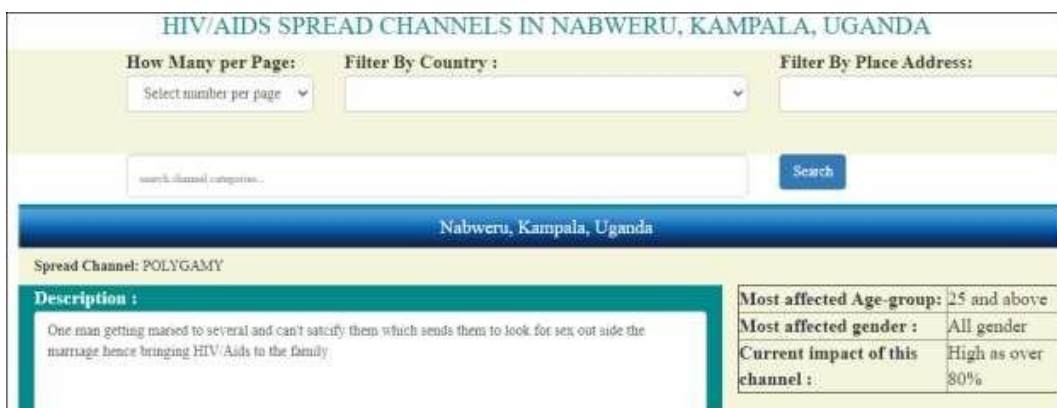 HIV/AIDS SPREAD CHANNELS IN NABWERU, KAMPALA, UGANDA
How Many per Page:
Filter By Country :
Filter By Place Address:
Select number per page
search channel categories...
Search
Nabweru, Kampala, Uganda
Spread Channel: POLYGAMY
Description :
One man getting maried to several and can't satcify them which sends them to look for sex out side the
marriage hence bringing HIV/Aids to the family
Most affected Age-group: 25 and above
Most affected gender : All gender
Current impact of this High as over
channel : 80%